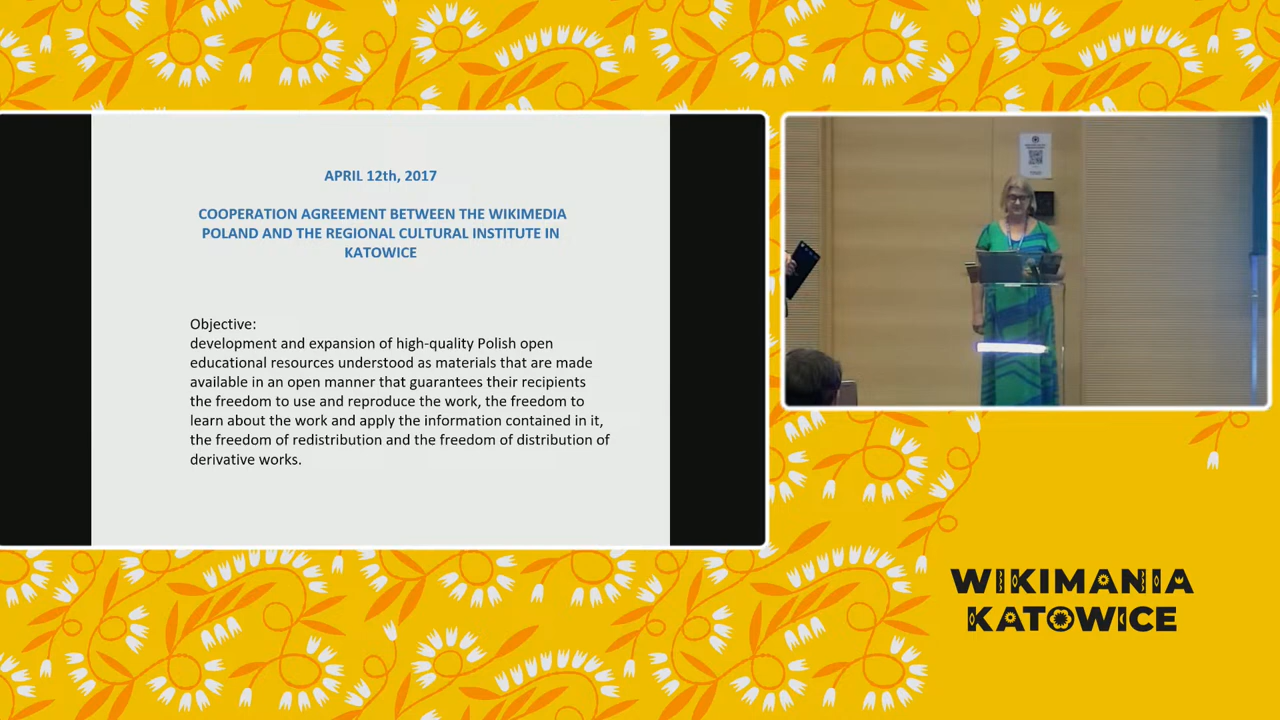 APRIL 12th, 2017
COOPERATION AGREEMENT BETWEEN THE WIKIMEDIA
POLAND AND THE REGIONAL CULTURAL INSTITUTE IN
KATOWICE
Objective:
development and expansion of high-quality Polish open
educational resources understood as materials that are made
available in an open manner that guarantees their recipients
the freedom to use and reproduce the work, the freedom to
learn about the work and apply the information contained in it,
the freedom of redistribution and the freedom of distribution of
derivative works.
WIKIMANIA
KATOWICE